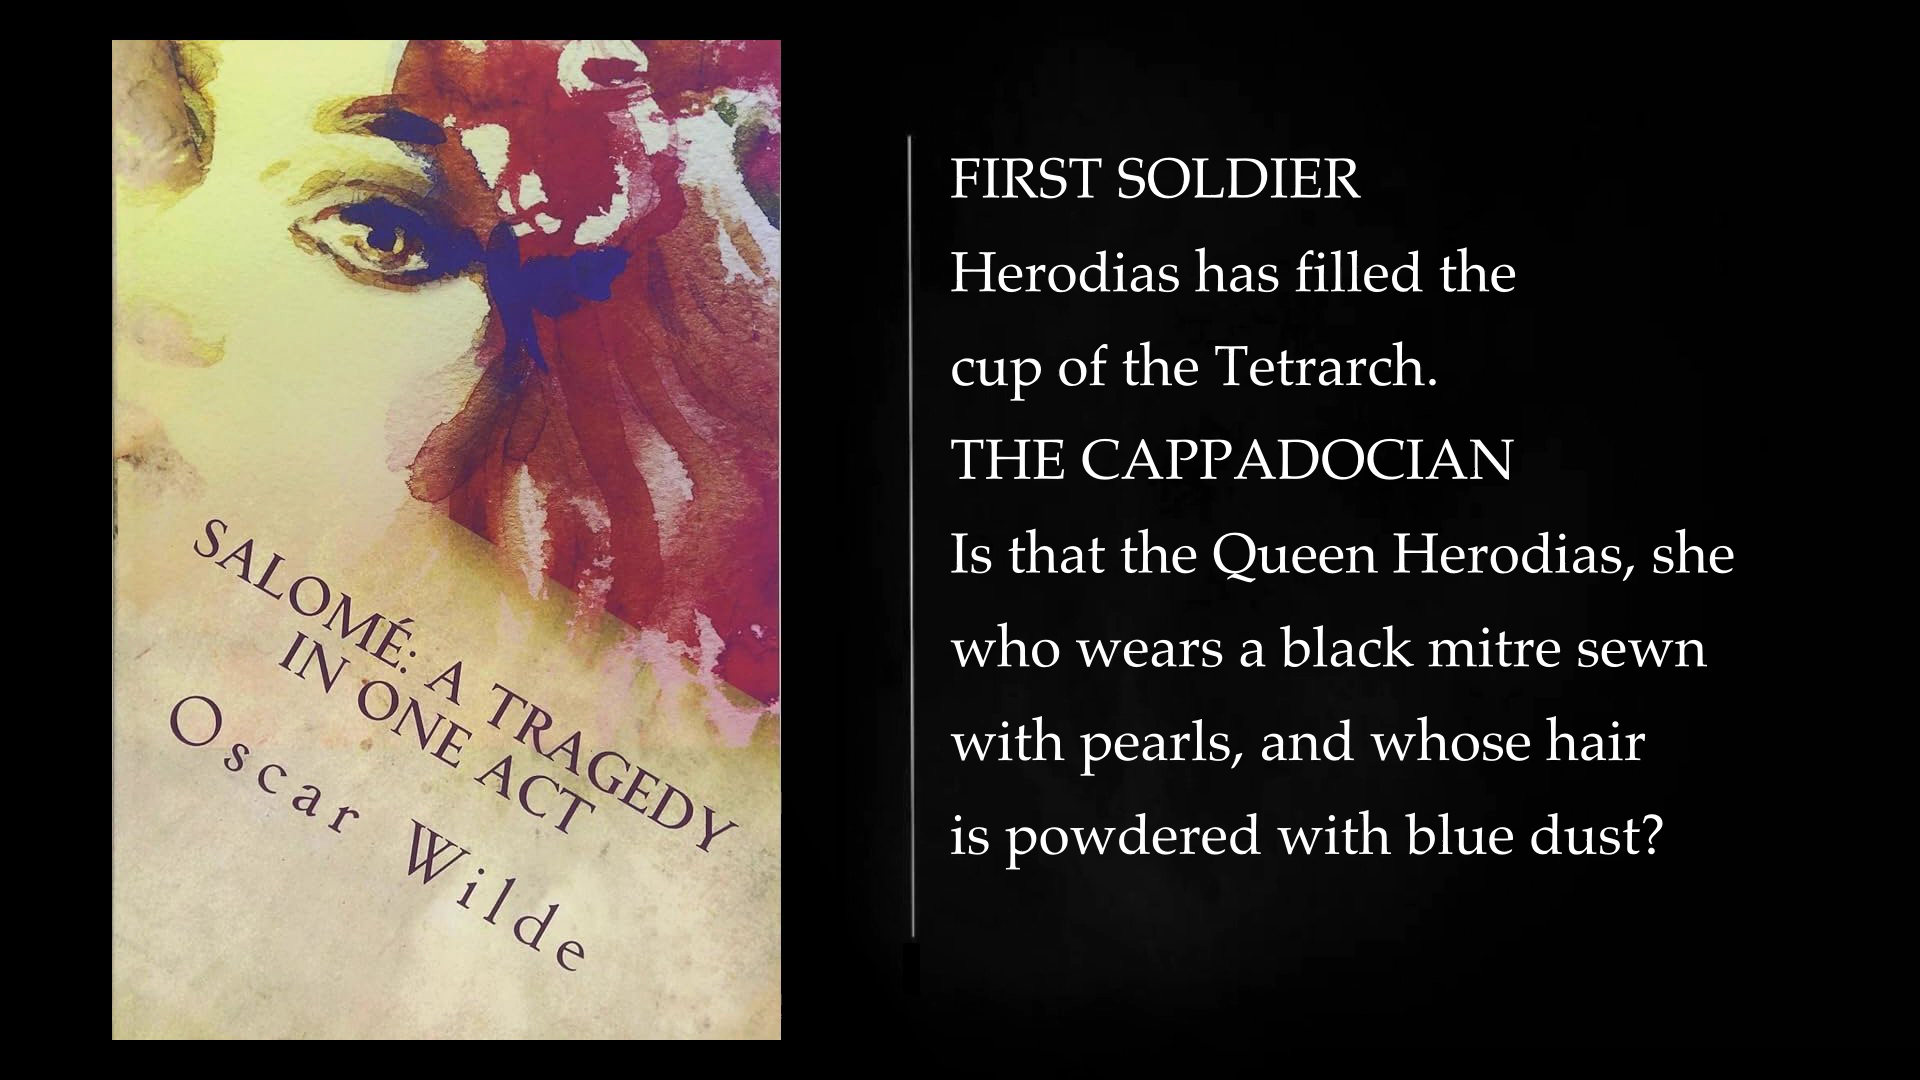 SALOMÉ: A TRAGEDY
IN ONE ACT
Oscar Wilde
FIRST SOLDIER
Herodias has filled the
cup of the Tetrarch.
THE CAPPADOCIAN
Is that the Queen Herodias, she
who wears a black mitre sewn
with pearls, and whose hair
is powdered with blue dust?